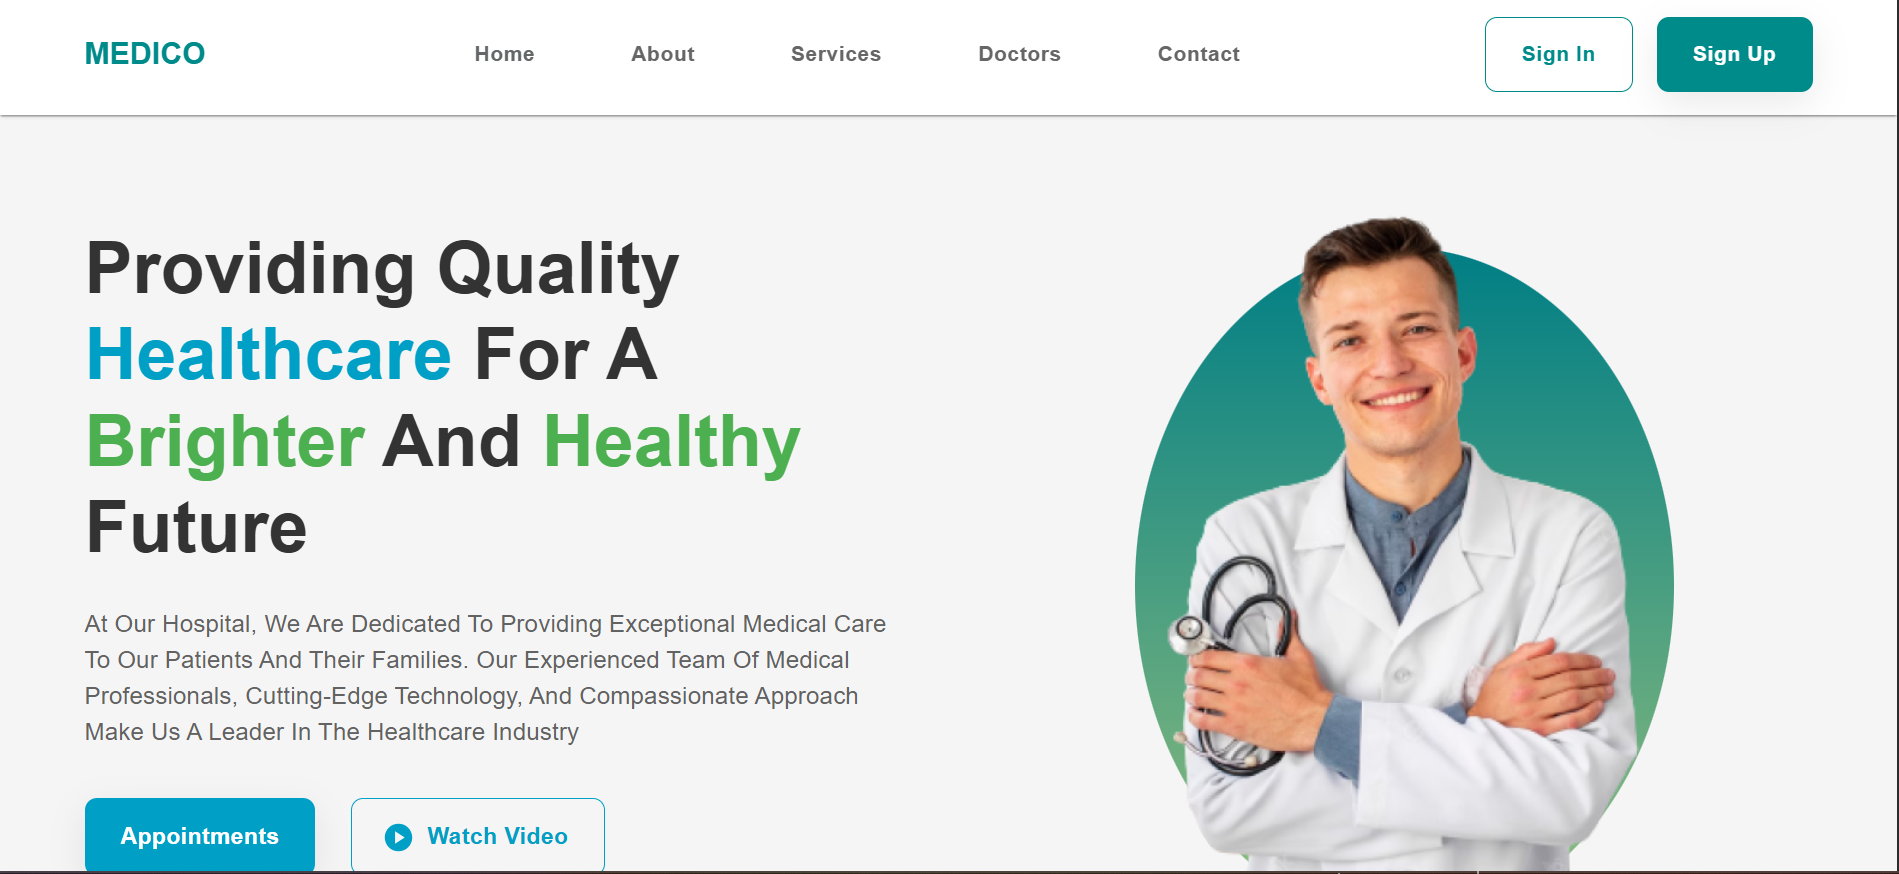 MEDICO
Home
About
Services
Doctors
Contact
Sign In
Sign Up
Providing Quality
Healthcare For A
Brighter And Healthy
Future
At Our Hospital, We Are Dedicated To Providing Exceptional Medical Care
To Our Patients And Their Families. Our Experienced Team Of Medical
Professionals, Cutting-Edge Technology, And Compassionate Approach
Make Us A Leader In The Healthcare Industry
Appointments
Watch Video